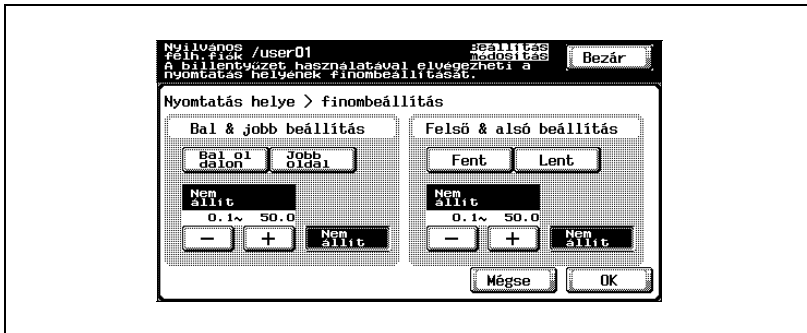 Nyilvános
felh.fiók /user01
Beállítás
módosítás
Bezár
A billentyűzet használatával elvégezheti a
nyomtatás helyének finombeállítását.
Nyomtatás helye > finombeállítás
Bal & jobb beállítás
Felső & alsó beállítás
Bal ol
dalon
Jobb
oldal
Fent
Lent
Nem
állít
0.1~ 50.0
− + Nem
állít
Nem
állít
0.1~ 50.0
− + Nem
állít
Mégse
OK